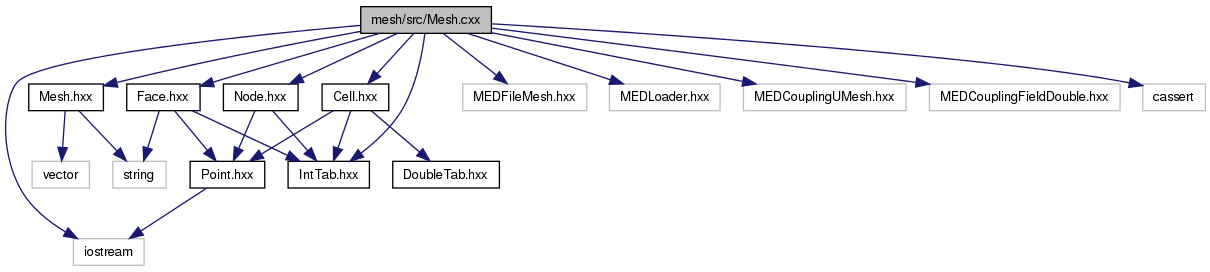 mesh/src/Mesh.cxx
Mesh.hxx
Face.hxx
Node.hxx
Cell.hxx
MEDFileMesh.hxx
MEDLoader.hxx
MEDCouplingUMesh.hxx
MEDCouplingFieldDouble.hxx
cassert
vector
string
Point.hxx
IntTab.hxx
DoubleTab.hxx
iostream